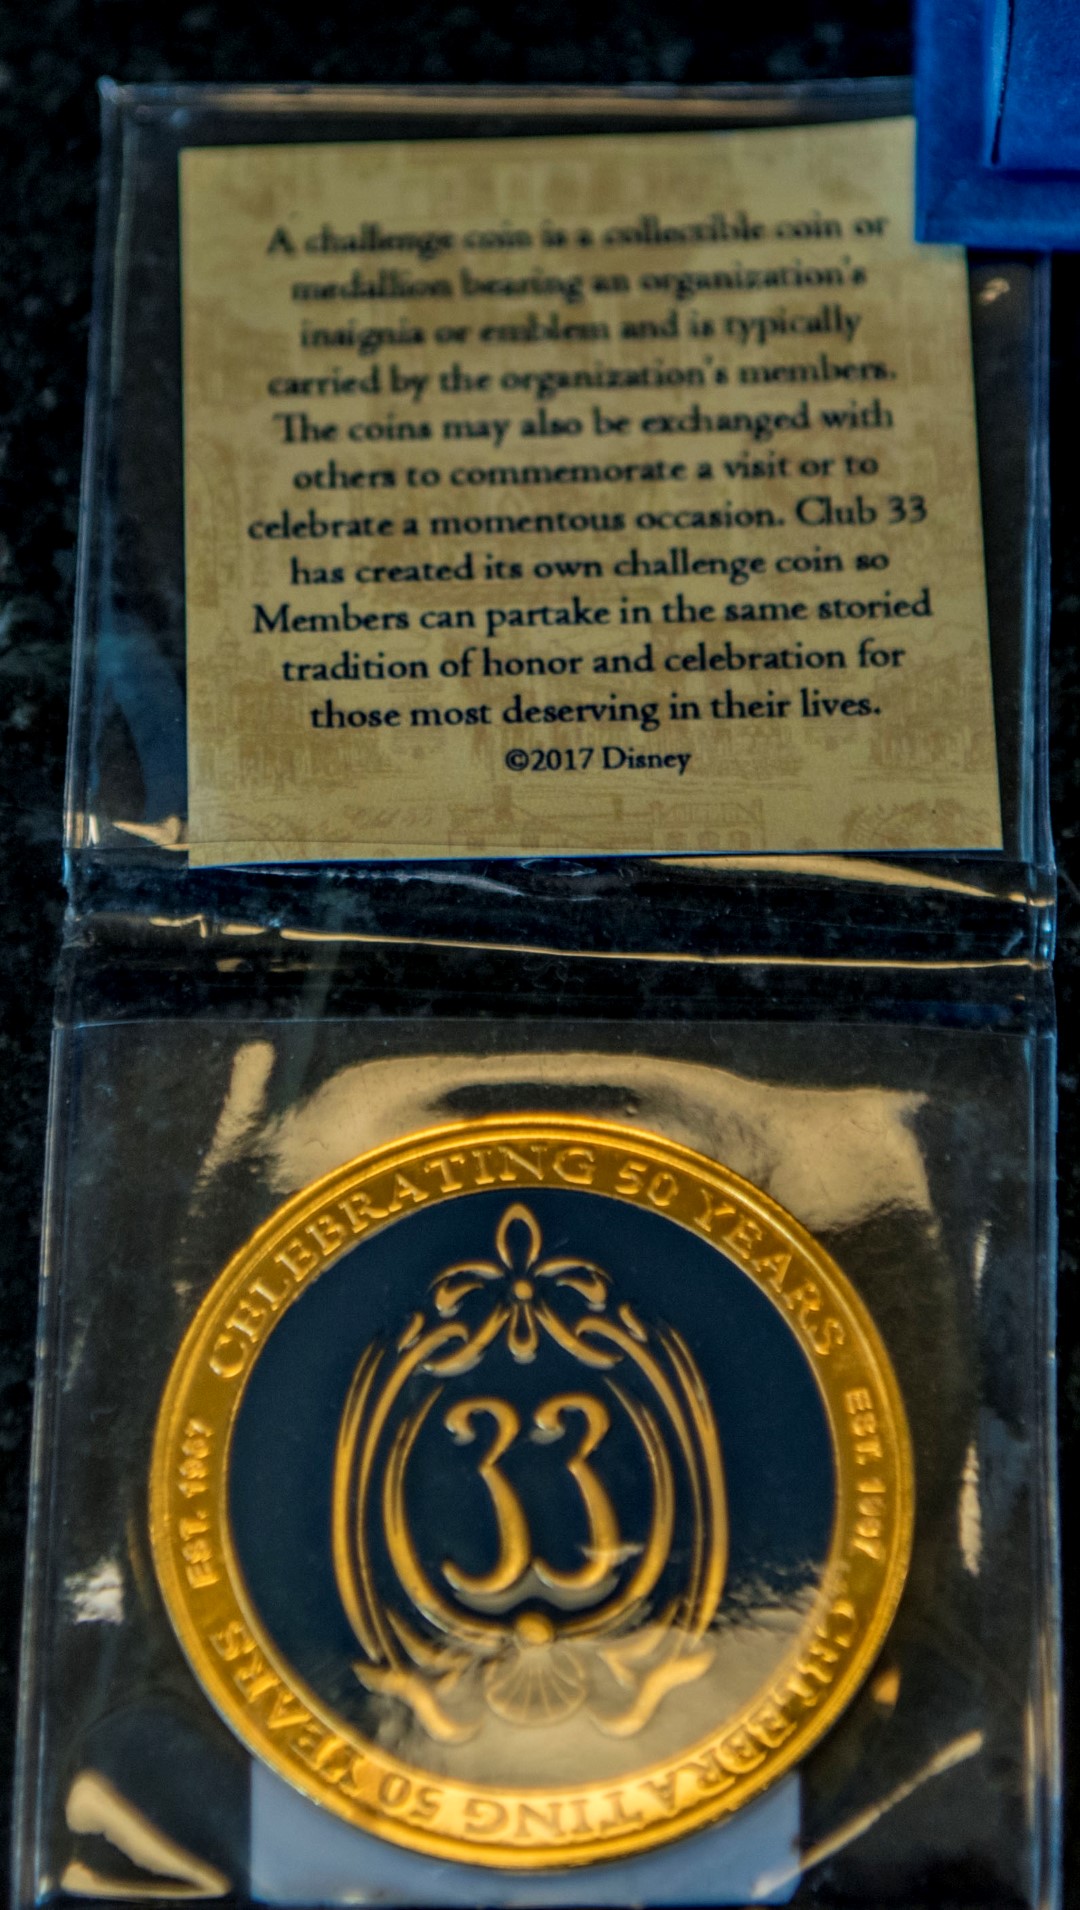 A challenge coin is a collectible coin or
medallion bearing an organization's
insignia or emblem and is typically
carried by the organization's members.
The coins may also be exchanged with
others to commemorate a visit or to
celebrate a momentous occasion. Club 33
has created its own challenge coin so
Members can partake in the same storied
tradition of honor and celebration for
those most deserving in their lives.
©2017 Disney
CELEBRATING 50 YEARS
EST. 1967
CELEBRATING 50 YEARS
EST. 1967
33